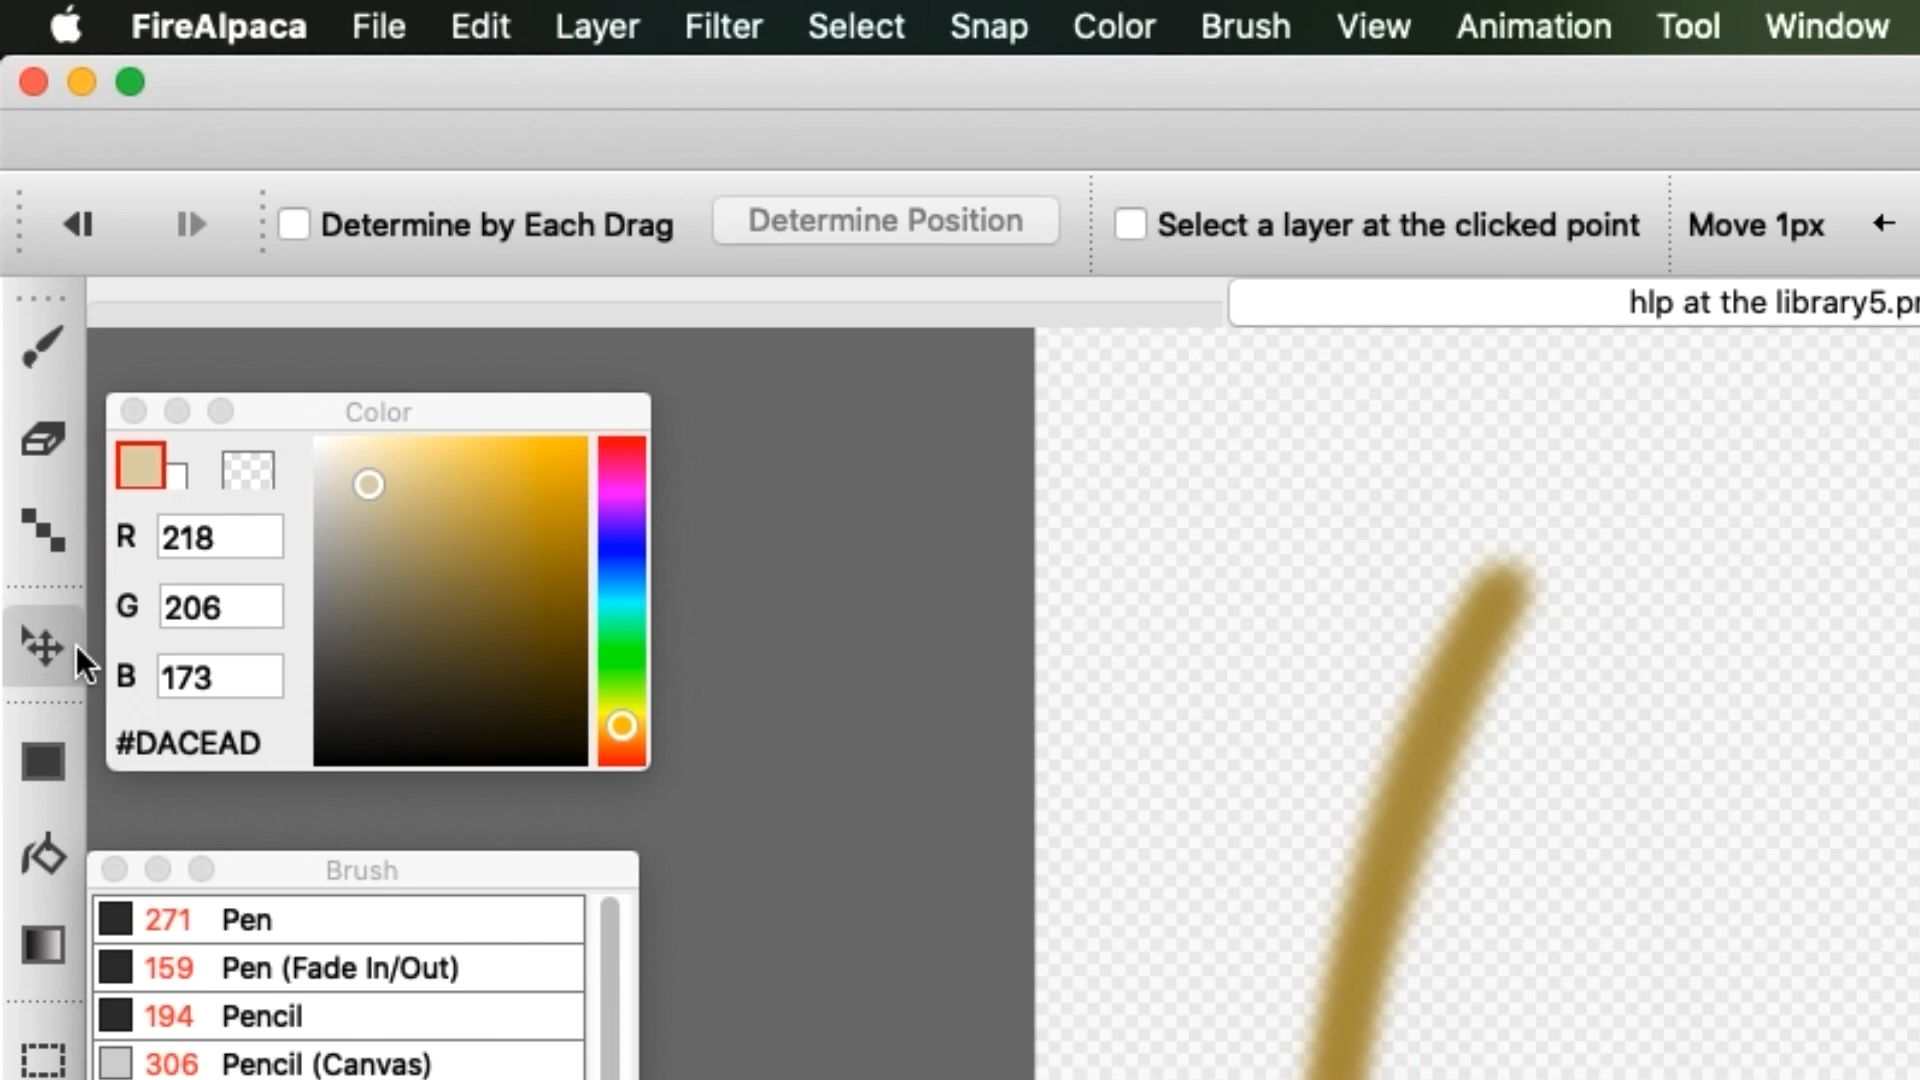 FireAlpaca File Edit Layer Filter Select Snap Color Brush View Animation Tool Window
Determine by Each Drag Determine Position Select a layer at the clicked point Move 1px ←
hlp at the library5.pn
Color
R 218
G 206
B 173
#DACEAD
Brush
271 Pen
159 Pen (Fade In/Out)
194 Pencil
306 Pencil (Canvas)